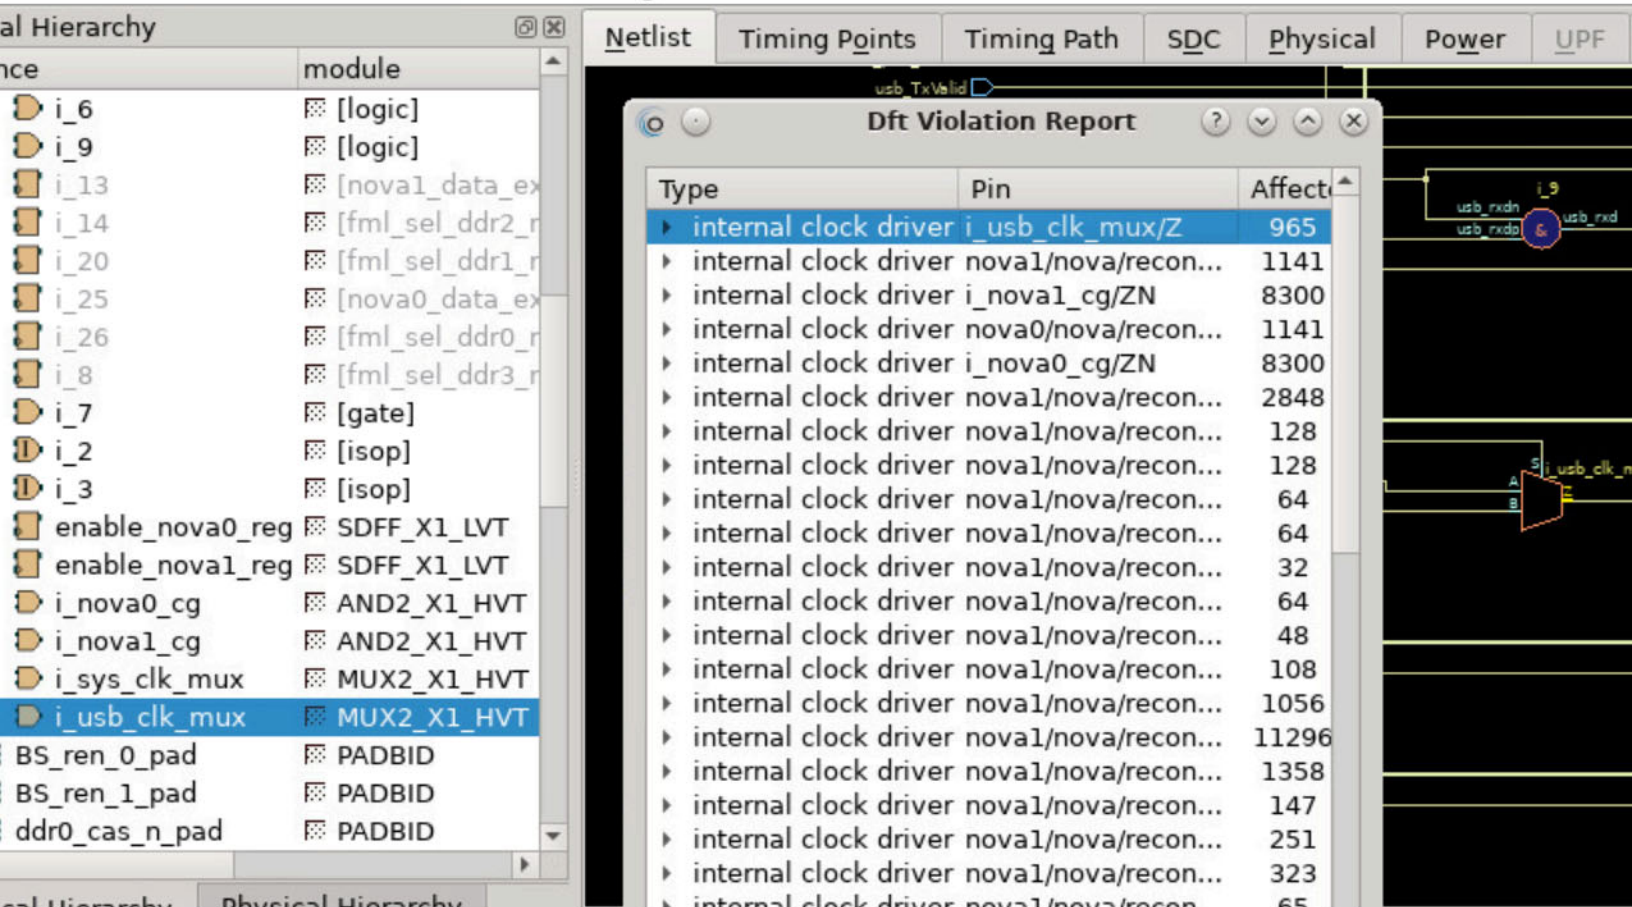 al Hierarchy
nce module
i_6 [logic]
i_9 [logic]
i_13 [nova1_data_ex
i_14 [fml_sel_ddr2_r
i_20 [fml_sel_ddr1_r
i_25 [nova0_data_ex
i_26 [fml_sel_ddr0_r
i_8 [fml_sel_ddr3_r
i_7 [gate]
i_2 [isop]
i_3 [isop]
enable_nova0_reg SDFF_X1_LVT
enable_nova1_reg SDFF_X1_LVT
i_nova0_cg AND2_X1_HVT
i_nova1_cg AND2_X1_HVT
i_sys_clk_mux MUX2_X1_HVT
i_usb_clk_mux MUX2_X1_HVT
BS_ren_0_pad PADBID
BS_ren_1_pad PADBID
ddr0_cas_n_pad PADBID
cal Hierarchy Physical Hierarchy
Netlist Timing Points Timing Path SDC Physical Power UPF
usb_TxValid
Dft Violation Report
Type Pin Affecte
internal clock driver i_usb_clk_mux/Z 965
internal clock driver nova1/nova/recon... 1141
internal clock driver i_nova1_cg/ZN 8300
internal clock driver nova0/nova/recon... 1141
internal clock driver i_nova0_cg/ZN 8300
internal clock driver nova1/nova/recon... 2848
internal clock driver nova1/nova/recon... 128
internal clock driver nova1/nova/recon... 128
internal clock driver nova1/nova/recon... 64
internal clock driver nova1/nova/recon... 64
internal clock driver nova1/nova/recon... 32
internal clock driver nova1/nova/recon... 64
internal clock driver nova1/nova/recon... 48
internal clock driver nova1/nova/recon... 108
internal clock driver nova1/nova/recon... 1056
internal clock driver nova1/nova/recon... 11296
internal clock driver nova1/nova/recon... 1358
internal clock driver nova1/nova/recon... 147
internal clock driver nova1/nova/recon... 251
internal clock driver nova1/nova/recon... 323
internal clock driver nova1/nova/recon... 65
i_9
usb_rxdn
usb_rxdp
&
usb_rxd
S
i_usb_clk_m
A
B